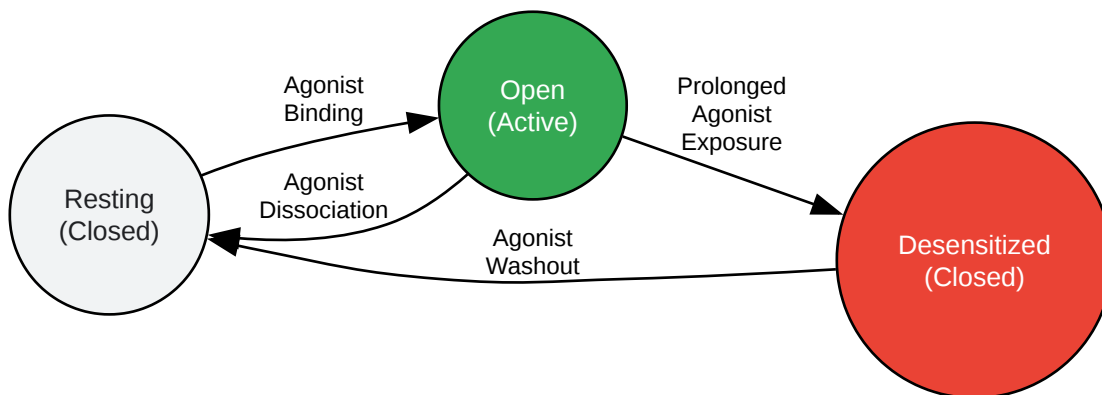 Agonist
Binding
Open
(Active)
Prolonged
Agonist
Exposure
Resting
(Closed)
Agonist
Dissociation
Agonist
Washout
Desensitized
(Closed)